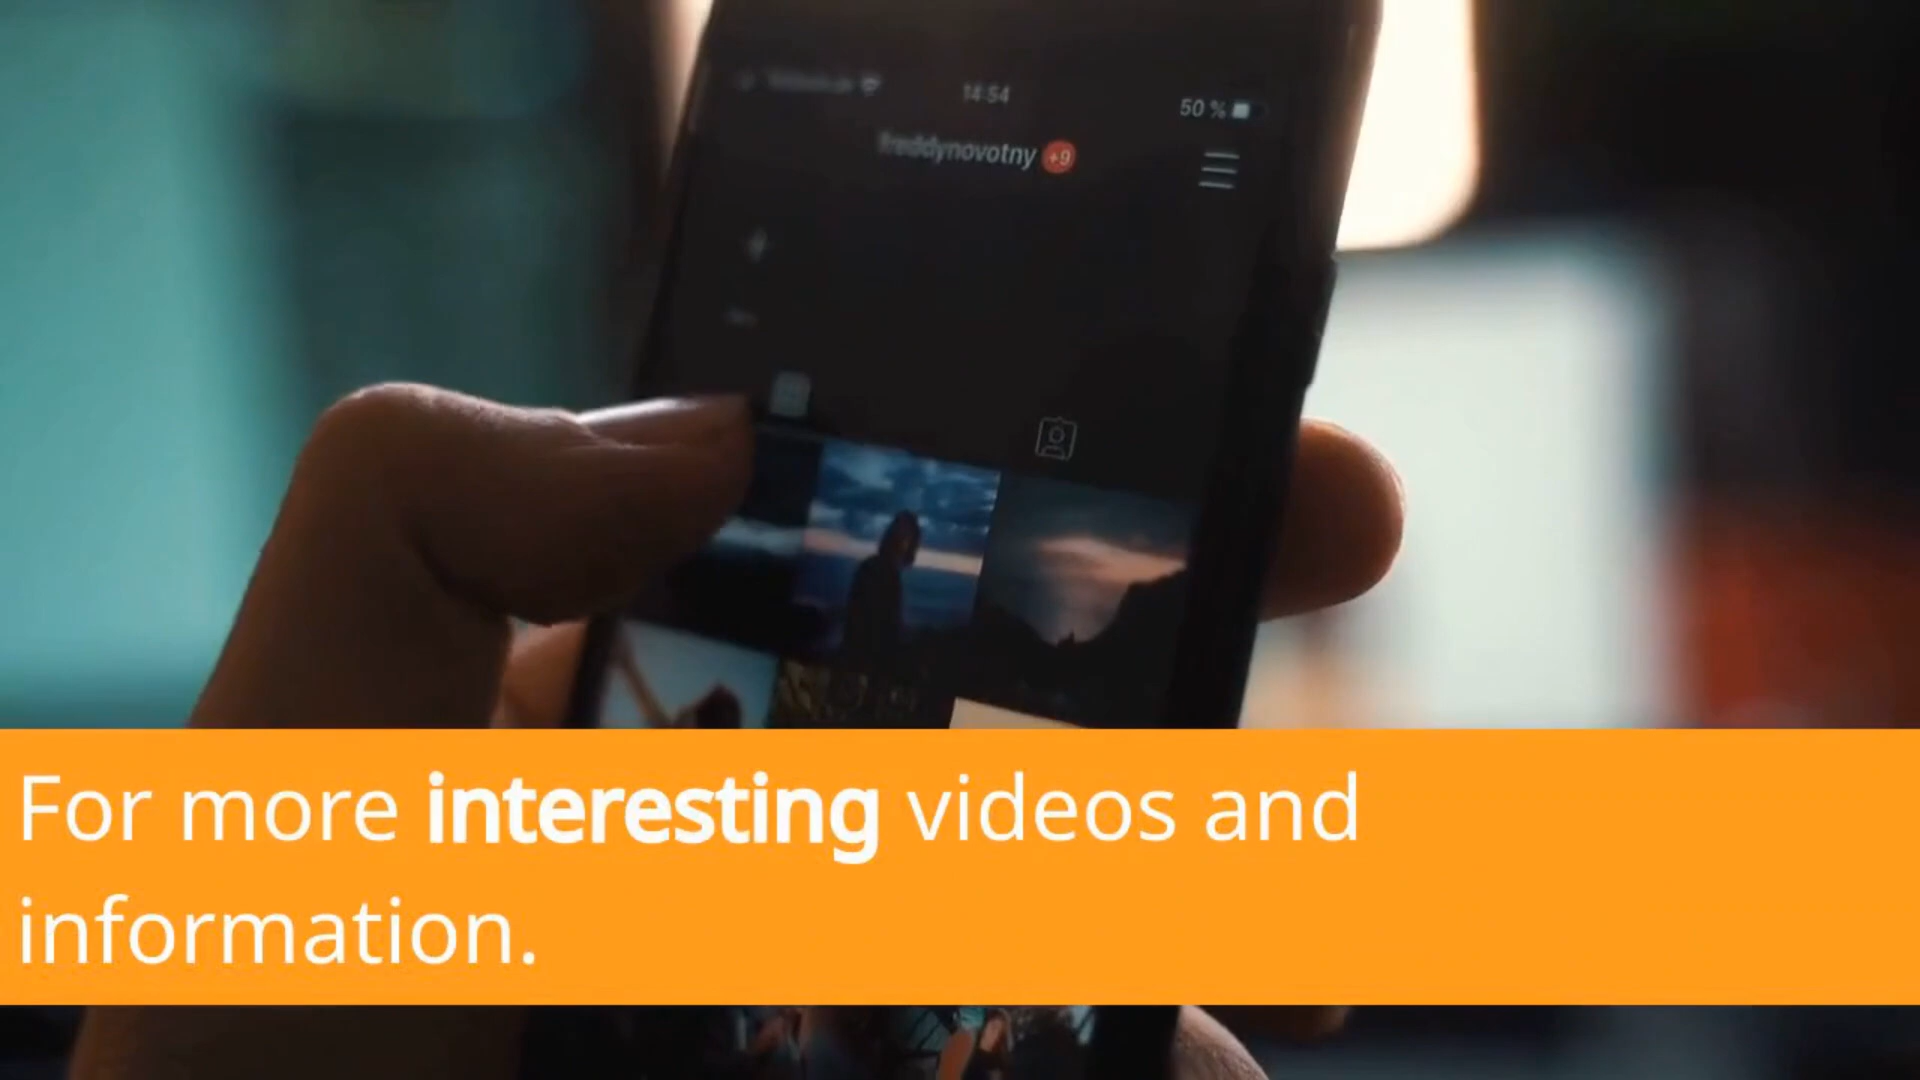 14:54
50 %
freddynovotny +9
For more interesting videos and
information.